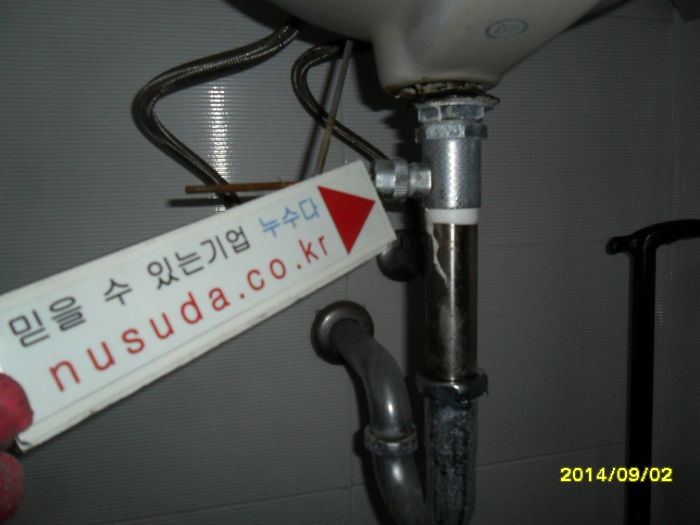 믿을 수 있는기업 누수다
nusuda.co.kr
2014/09/02